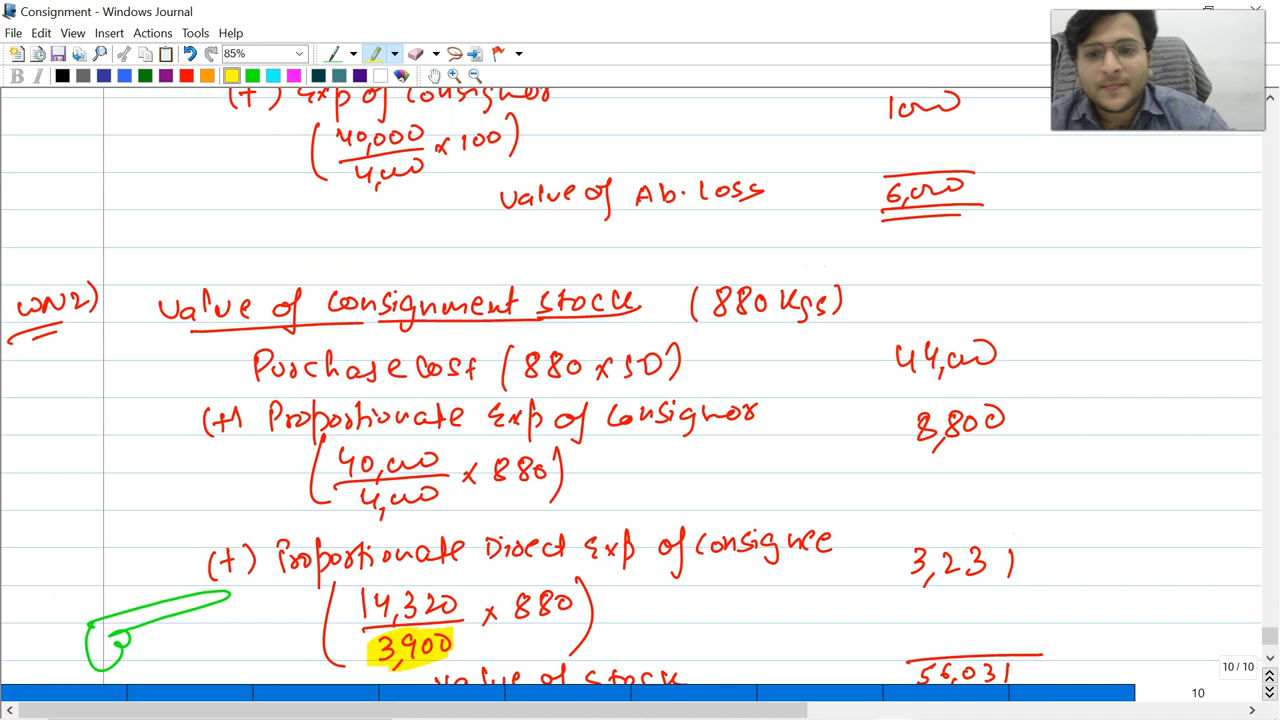 Consignment - Windows Journal
File Edit View Insert Actions Tools Help
85%
(+) Exp of Consignor 1000
(40,000 / 4,000 × 100)
Value of Ab. Loss 6,000
WN2) Value of consignment stock (880 Kgs)
Purchase cost (880 × 50) 44,000
(+) Proportionate Exp of Consignor 8,800
(40,000 / 4,000 × 880)
(+) Proportionate Direct Exp of consignee 3,231
(14,320 / 3,900 × 880)
value of stock 56,031
10 / 10
10